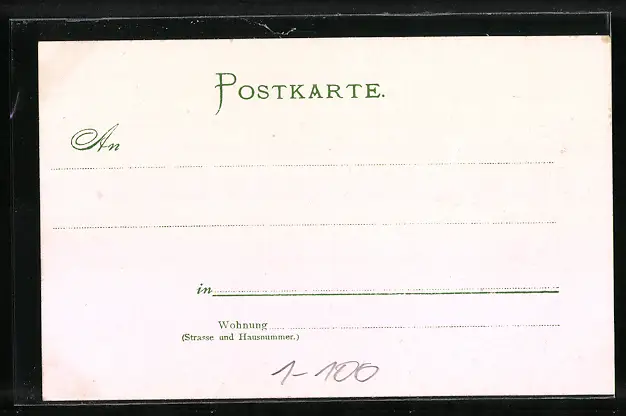 POSTKARTE.
An
in
Wohnung
(Strasse und Hausnummer.)
1-100